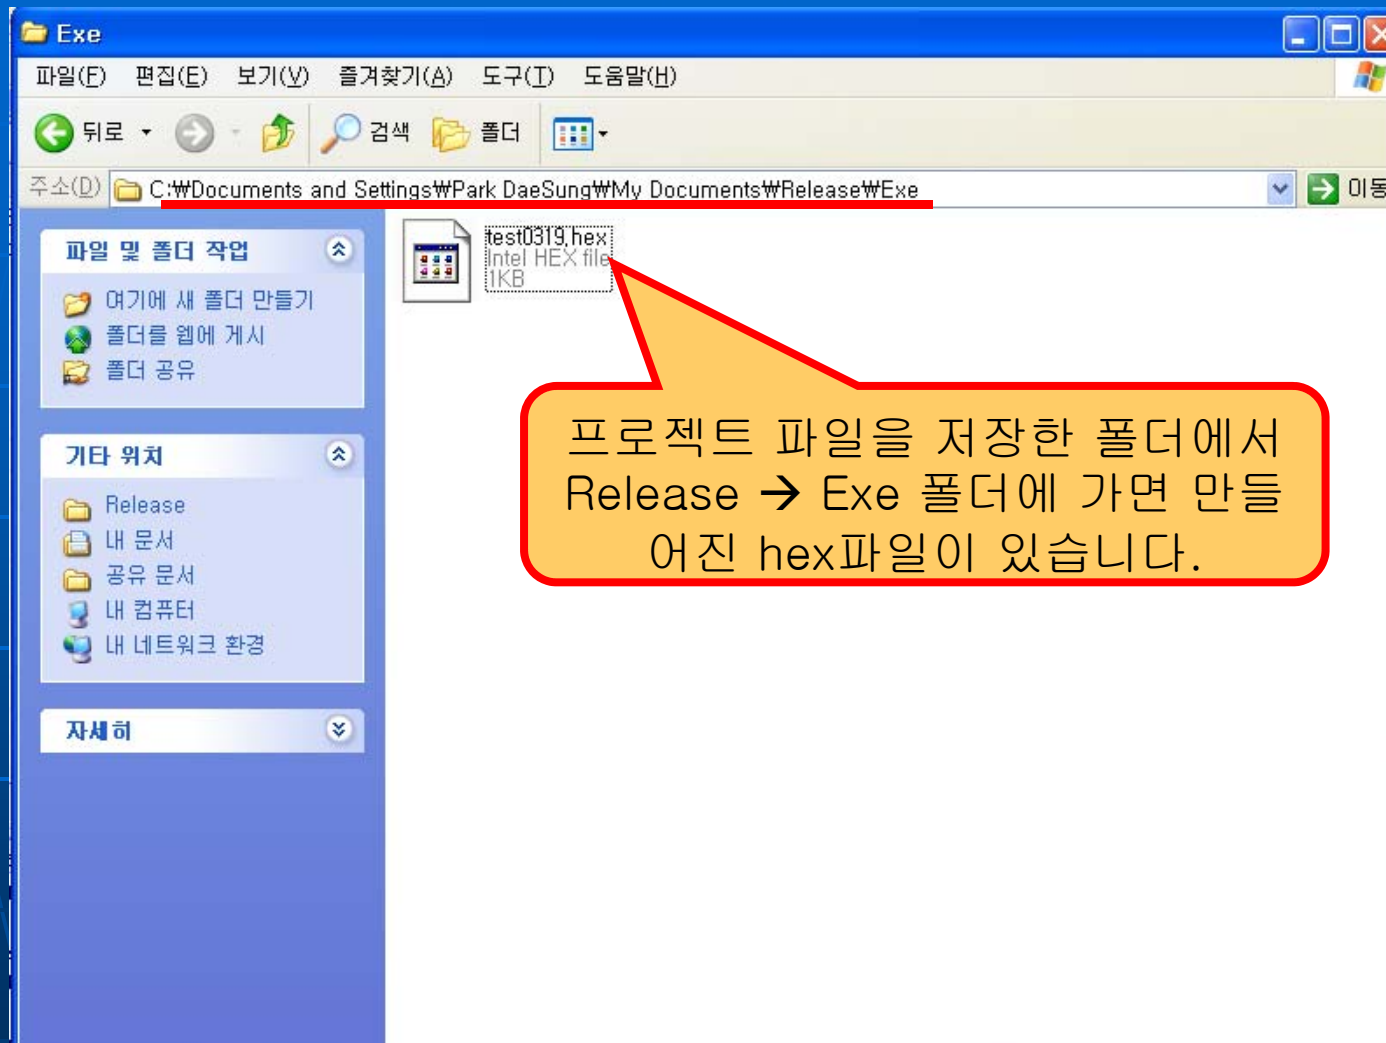 Exe
파일(F) 편집(E) 보기(V) 즐겨찾기(A) 도구(T) 도움말(H)
뒤로 검색 폴더
주소(D) C:₩Documents and Settings₩Park DaeSung₩My Documents₩Release₩Exe 이동
파일 및 폴더 작업
여기에 새 폴더 만들기
폴더를 웹에 게시
폴더 공유
기타 위치
Release
내 문서
공유 문서
내 컴퓨터
내 네트워크 환경
자세히
test0319.hex
Intel HEX file
1KB
프로젝트 파일을 저장한 폴더에서
Release → Exe 폴더에 가면 만들
어진 hex파일이 있습니다.